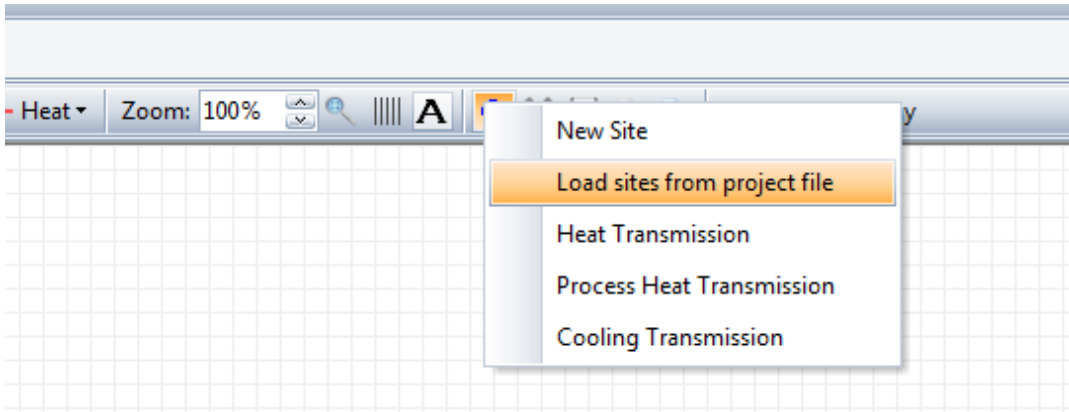 Heat Zoom: 100% A y
New Site
Load sites from project file
Heat Transmission
Process Heat Transmission
Cooling Transmission